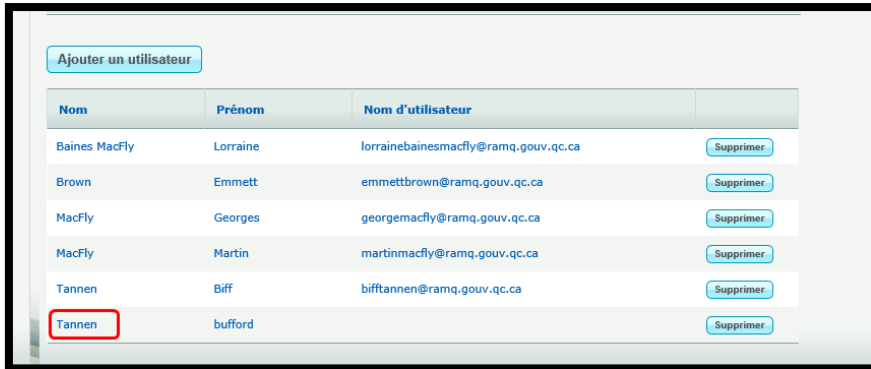 Ajouter un utilisateur
Nom Prénom Nom d'utilisateur
Baines MacFly Lorraine lorrainebainesmacfly@ramq.gouv.qc.ca Supprimer
Brown Emmett emmettbrown@ramq.gouv.qc.ca Supprimer
MacFly Georges georgemacfly@ramq.gouv.qc.ca Supprimer
MacFly Martin martinmacfly@ramq.gouv.qc.ca Supprimer
Tannen Biff bifftannen@ramq.gouv.qc.ca Supprimer
Tannen bufford Supprimer